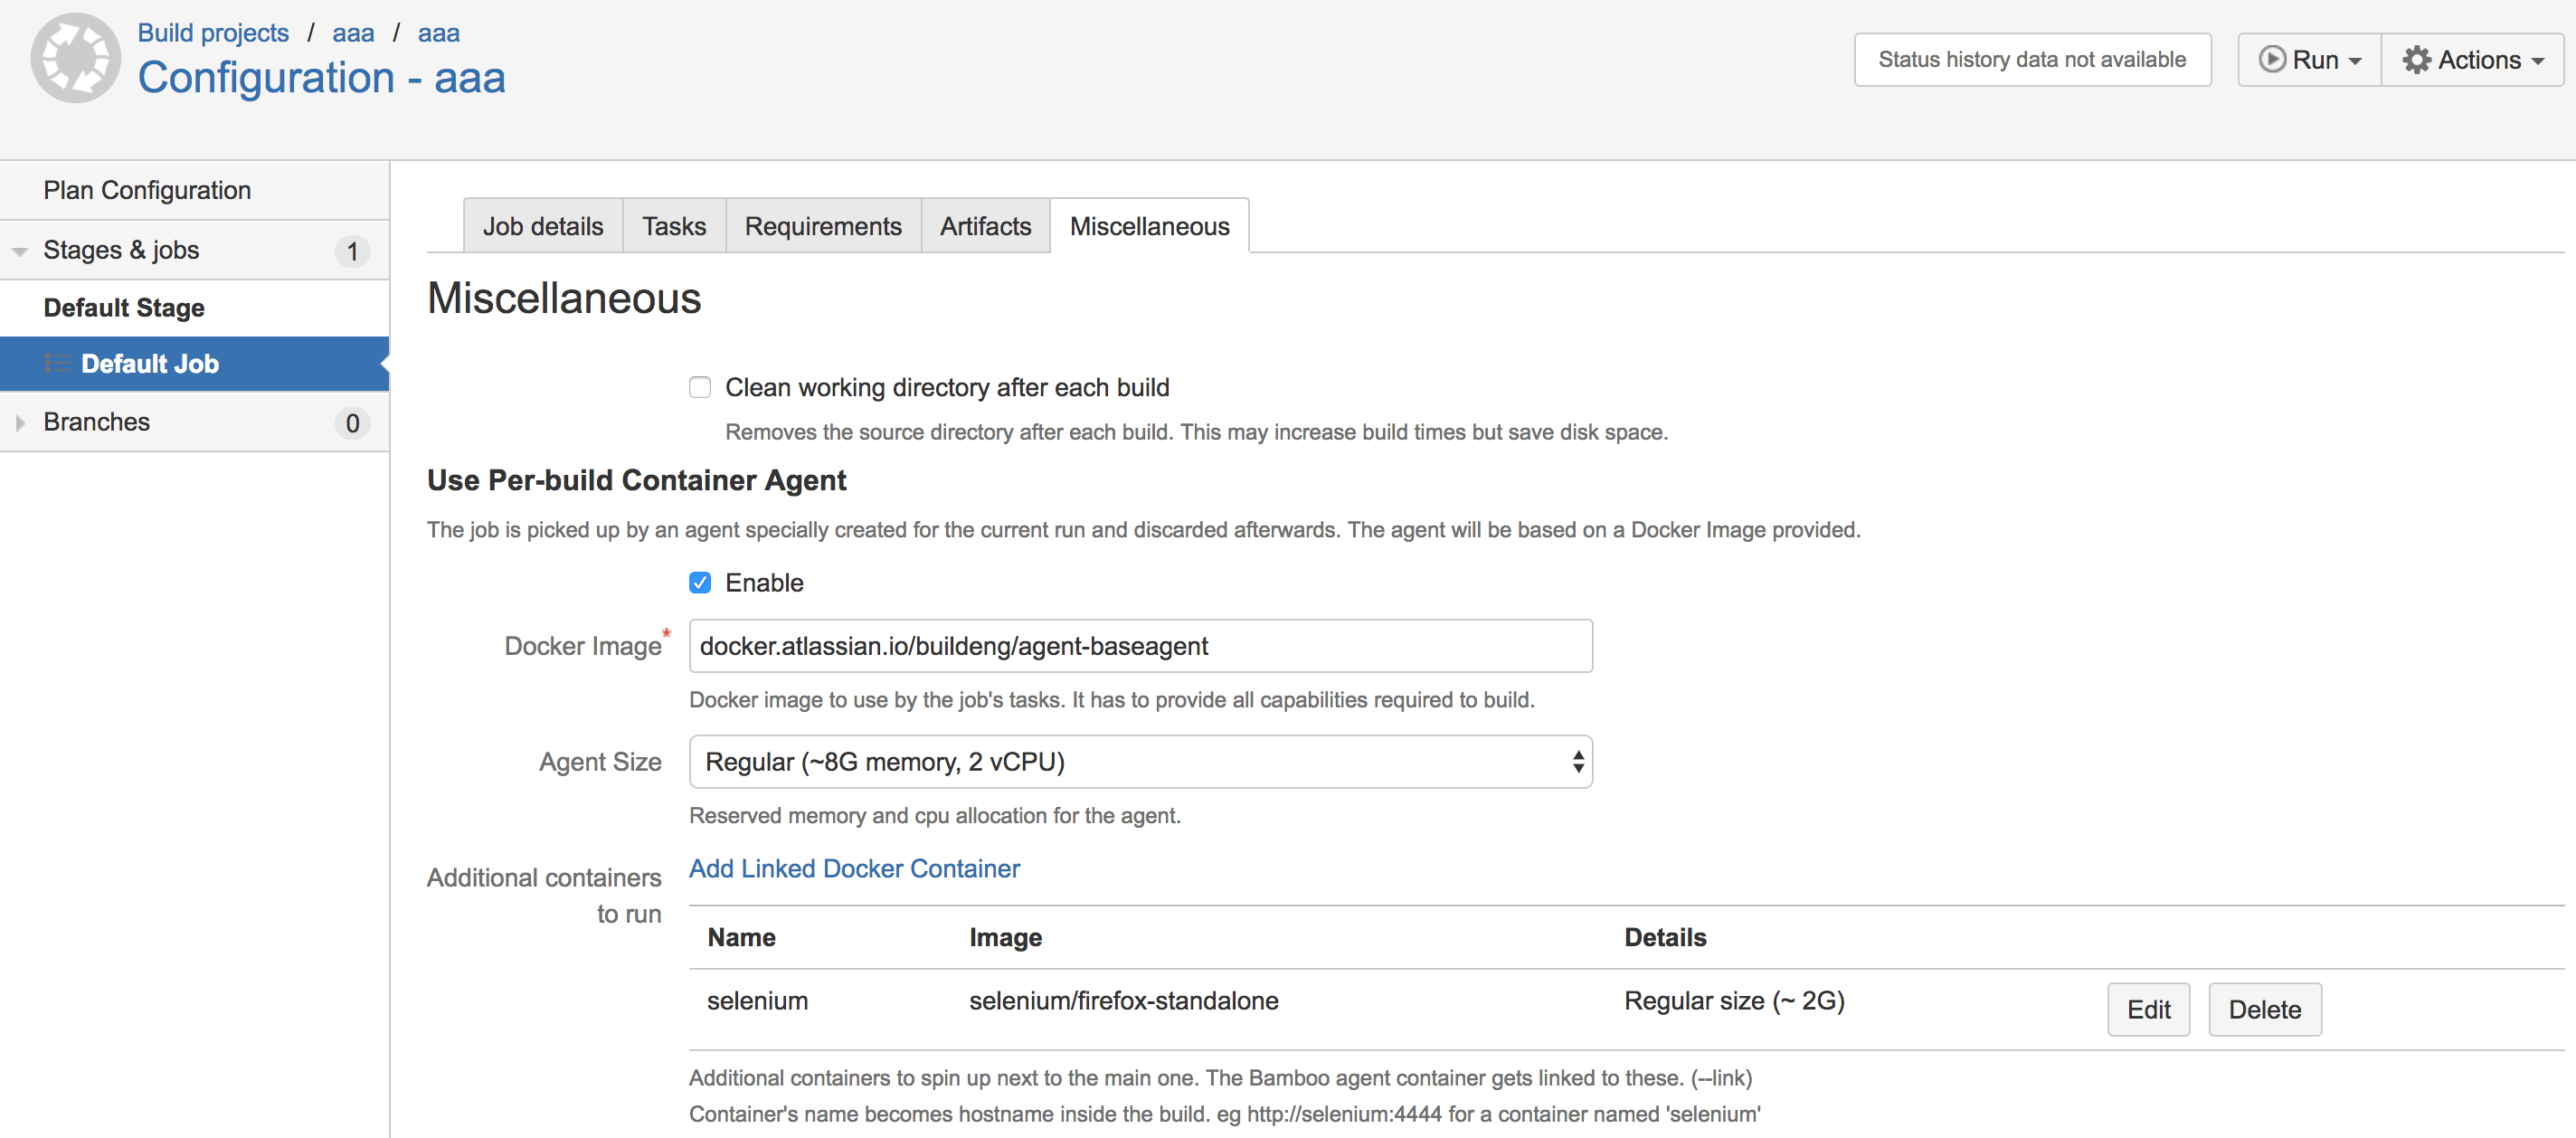 Build projects / aaa / aaa
Configuration - aaa
Status history data not available
Run
Actions
Plan Configuration
Stages & jobs 1
Default Stage
Default Job
Branches 0
Job details Tasks Requirements Artifacts Miscellaneous
Miscellaneous
Clean working directory after each build
Removes the source directory after each build. This may increase build times but save disk space.
Use Per-build Container Agent
The job is picked up by an agent specially created for the current run and discarded afterwards. The agent will be based on a Docker Image provided.
Enable
Docker Image* docker.atlassian.io/buildeng/agent-baseagent
Docker image to use by the job's tasks. It has to provide all capabilities required to build.
Agent Size Regular (~8G memory, 2 vCPU)
Reserved memory and cpu allocation for the agent.
Additional containers to run
Add Linked Docker Container
Name Image Details
selenium selenium/firefox-standalone Regular size (~ 2G) Edit Delete
Additional containers to spin up next to the main one. The Bamboo agent container gets linked to these. (--link)
Container's name becomes hostname inside the build. eg http://selenium:4444 for a container named 'selenium'